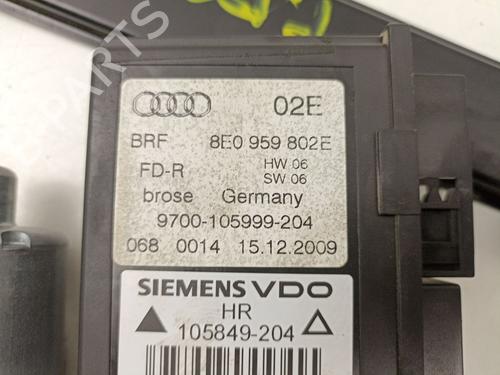 02E
BRF 8E0 959 802E
FD-R HW 06
SW 06
brose Germany
9700-105999-204
068 0014 15.12.2009
SIEMENS VDO
HR
105849-204
PARTS